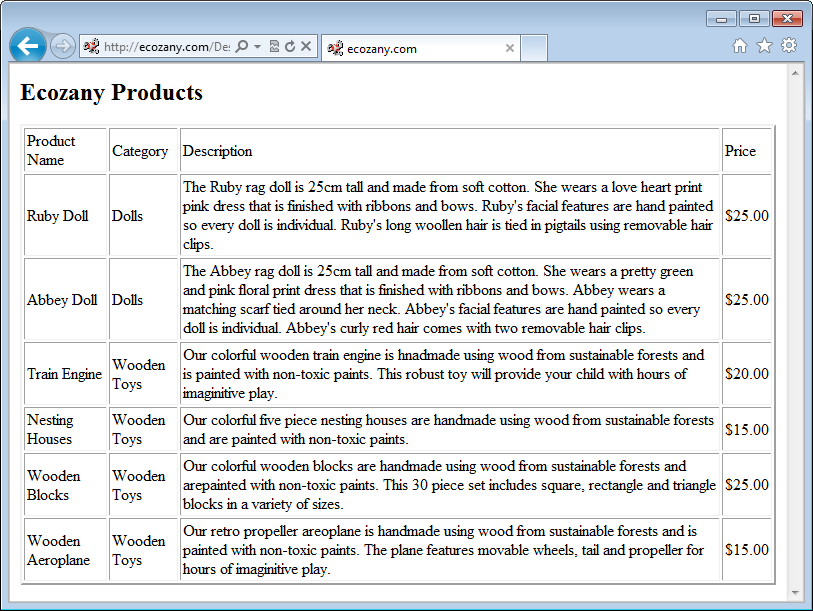 http://ecozany.com/De
ecozany.com
Ecozany Products
Product
Name
Category
Description
Price
Ruby Doll
Dolls
The Ruby rag doll is 25cm tall and made from soft cotton. She wears a love heart print
pink dress that is finished with ribbons and bows. Ruby's facial features are hand painted
so every doll is individual. Ruby's long woollen hair is tied in pigtails using removable hair
clips.
$25.00
Abbey Doll
Dolls
The Abbey rag doll is 25cm tall and made from soft cotton. She wears a pretty green
and pink floral print dress that is finished with ribbons and bows. Abbey wears a
matching scarf tied around her neck. Abbey's facial features are hand painted so every
doll is individual. Abbey's curly red hair comes with two removable hair clips.
$25.00
Train Engine
Wooden
Toys
Our colorful wooden train engine is hnadmade using wood from sustainable forests and
is painted with non-toxic paints. This robust toy will provide your child with hours of
imaginitive play.
$20.00
Nesting
Houses
Wooden
Toys
Our colorful five piece nesting houses are handmade using wood from sustainable forests
and are painted with non-toxic paints.
$15.00
Wooden
Blocks
Wooden
Toys
Our colorful wooden blocks are handmade using wood from sustainable forests and
arepainted with non-toxic paints. This 30 piece set includes square, rectangle and triangle
blocks in a variety of sizes.
$25.00
Wooden
Aeroplane
Wooden
Toys
Our retro propeller areoplane is handmade using wood from sustainable forests and is
painted with non-toxic paints. The plane features movable wheels, tail and propeller for
hours of imaginitive play.
$15.00